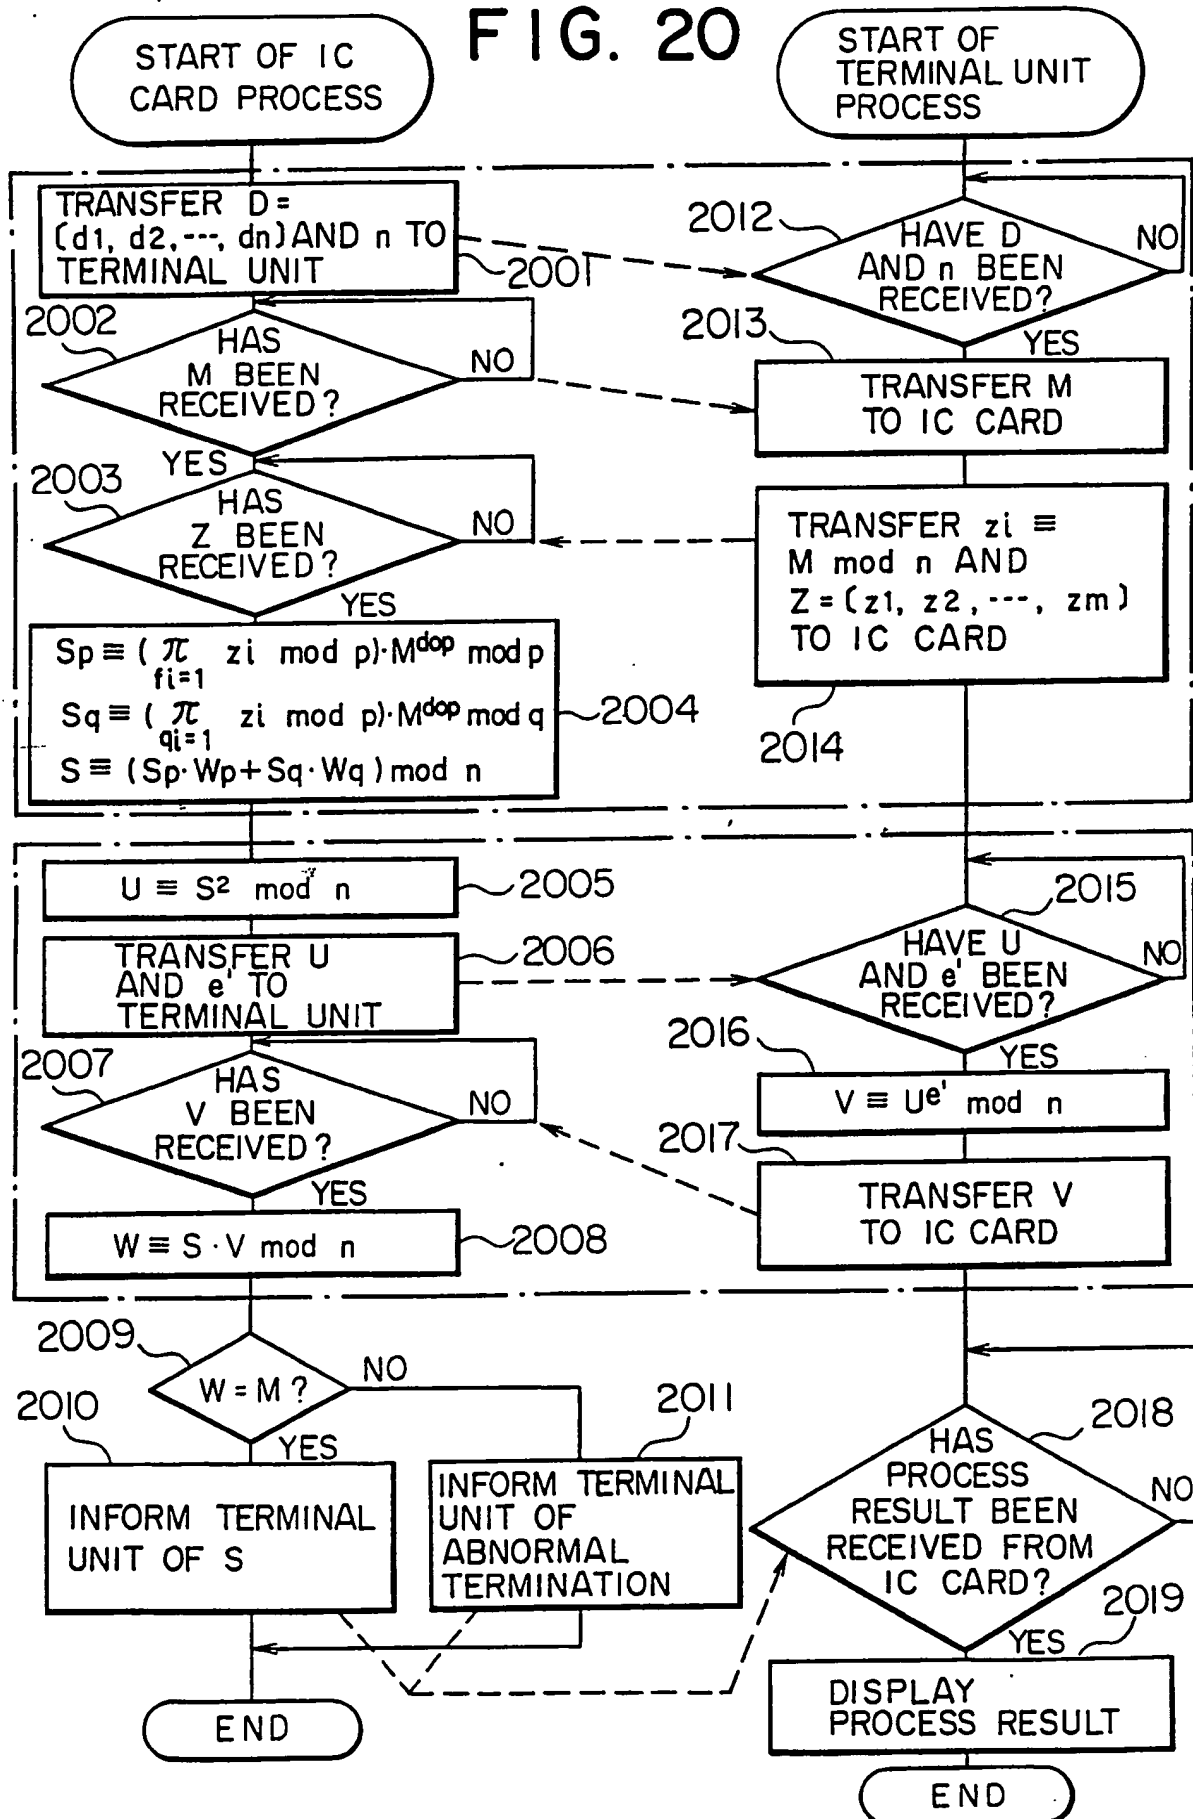 FIG. 20
START OF IC
CARD PROCESS
TRANSFER D=
(d1, d2, ---, dn) AND n TO
TERMINAL UNIT
2001
2002
HAS
M BEEN
RECEIVED?
NO
YES
2003
HAS
Z BEEN
RECEIVED?
NO
YES
Sp ≡ ( π zi mod p)·M^dop mod p
fi=1
Sq ≡ ( π zi mod p)·M^dop mod q
qi=1
S ≡ (Sp·Wp+Sq·Wq) mod n
2004
U ≡ S² mod n
2005
TRANSFER U
AND e' TO
TERMINAL UNIT
2006
2007
HAS
V BEEN
RECEIVED?
NO
YES
W ≡ S·V mod n
2008
2009
W = M?
NO
YES
2010
INFORM TERMINAL
UNIT OF S
2011
INFORM TERMINAL
UNIT OF
ABNORMAL
TERMINATION
END
START OF
TERMINAL UNIT
PROCESS
2012
HAVE D
AND n BEEN
RECEIVED?
NO
YES
2013
TRANSFER M
TO IC CARD
TRANSFER zi ≡
M mod n AND
Z = (z1, z2, ---, zm)
TO IC CARD
2014
2015
HAVE U
AND e' BEEN
RECEIVED?
NO
YES
2016
V ≡ U^e' mod n
2017
TRANSFER V
TO IC CARD
2018
HAS
PROCESS
RESULT BEEN
RECEIVED FROM
IC CARD?
NO
YES
2019
DISPLAY
PROCESS RESULT
END